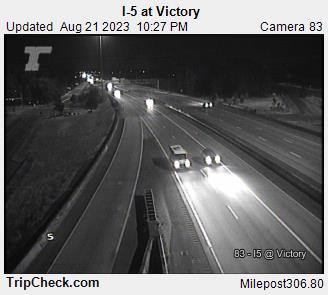 I-5 at Victory
Updated Aug 21 2023 10:27 PM Camera 83
T
S
83 - I5 @ Victory
TripCheck.com Milepost306.80